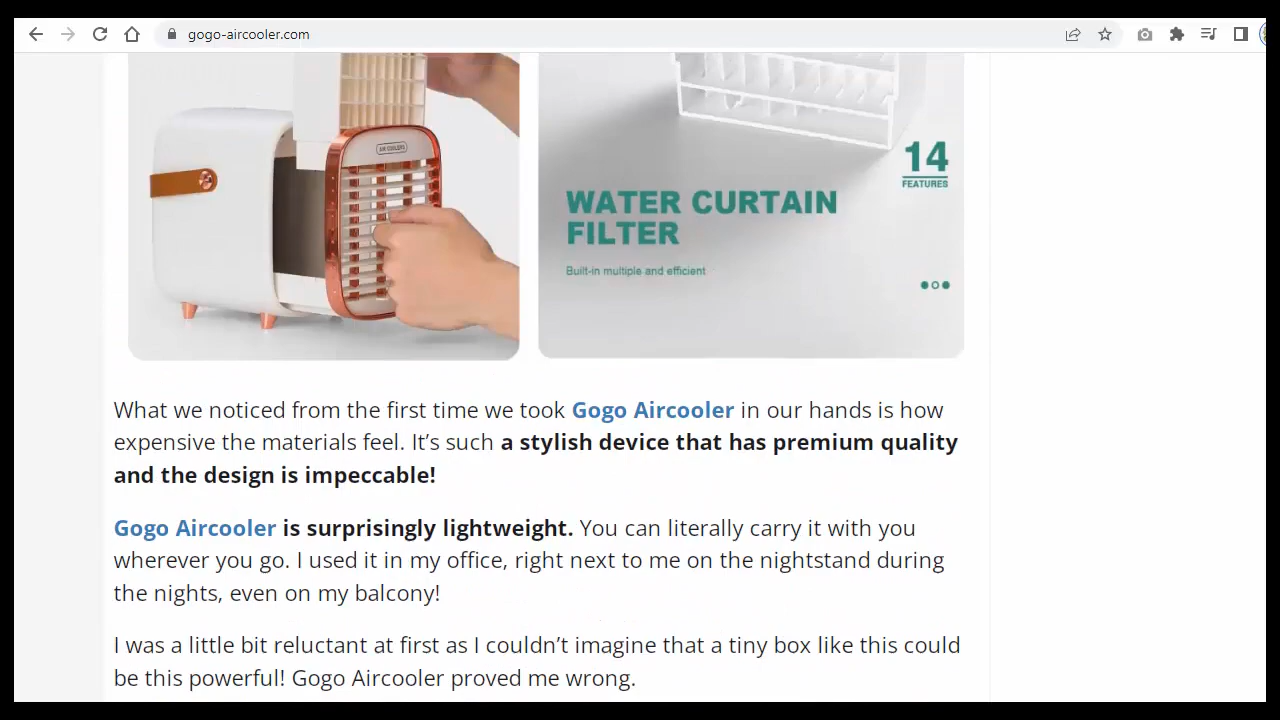 gogo-aircooler.com
AIR COOLERS
14
FEATURES
WATER CURTAIN
FILTER
Built-in multiple and efficient
What we noticed from the first time we took Gogo Aircooler in our hands is how
expensive the materials feel. It’s such a stylish device that has premium quality
and the design is impeccable!
Gogo Aircooler is surprisingly lightweight. You can literally carry it with you
wherever you go. I used it in my office, right next to me on the nightstand during
the nights, even on my balcony!
I was a little bit reluctant at first as I couldn’t imagine that a tiny box like this could
be this powerful! Gogo Aircooler proved me wrong.